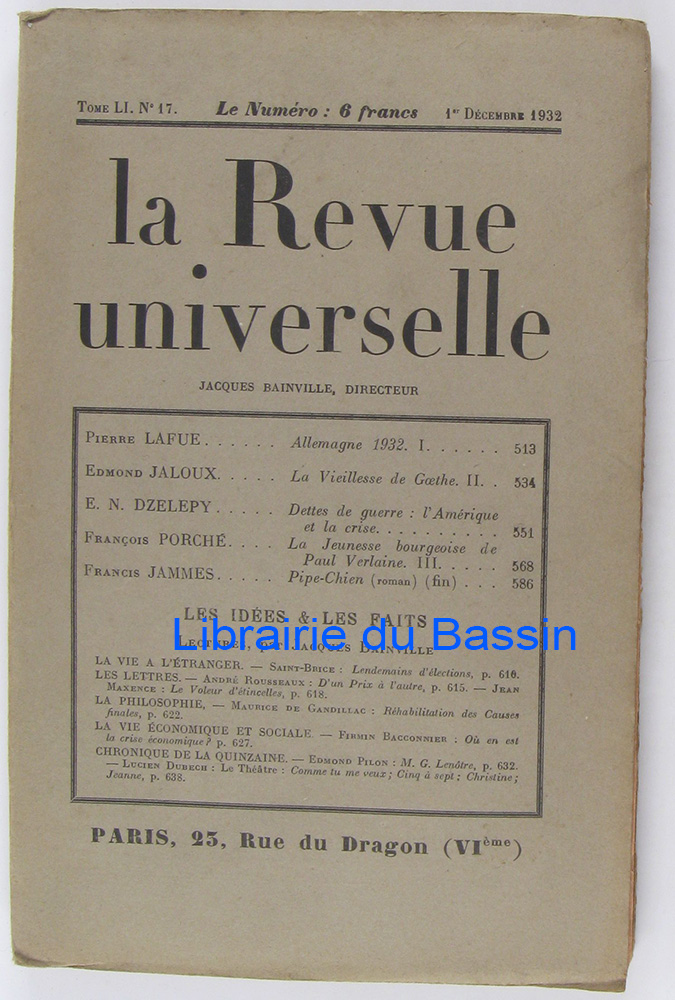 Tome LI. N° 17. Le Numéro : 6 francs 1er Décembre 1932
la Revue
universelle
JACQUES BAINVILLE, DIRECTEUR
Pierre LAFUE . . . . . . Allemagne 1932. I . . . . . . 513
Edmond JALOUX . . . . . La Vieillesse de Gœthe. II. . 534
E. N. DZELEPY . . . . . Dettes de guerre : l'Amérique
et la crise . . . . . . . . . . 551
François PORCHÉ . . . . La Jeunesse bourgeoise de
Paul Verlaine. III . . . . . 568
Francis JAMMES . . . . . Pipe-Chien (roman) (fin) . . . 586
LES IDÉES & LES FAITS
Librairie du Bassin
Lectures, par Jacques Bainville
LA VIE A L'ÉTRANGER. — Saint-Brice : Lendemains d'élections, p. 610.
LES LETTRES. — André Rousseaux : D'un Prix à l'autre, p. 615. — Jean
Maxence : Le Voleur d'étincelles, p. 618.
LA PHILOSOPHIE, — Maurice de Gandillac : Réhabilitation des Causes
finales, p. 622.
LA VIE ÉCONOMIQUE ET SOCIALE. — Firmin Bacconnier : Où en est
la crise économique? p. 627.
CHRONIQUE DE LA QUINZAINE. — Edmond Pilon : M. G. Lenôtre, p. 632.
— Lucien Dubech : Le Théâtre : Comme tu me veux ; Cinq à sept ; Christine ;
Jeanne, p. 638.
PARIS, 25, Rue du Dragon (VIème)